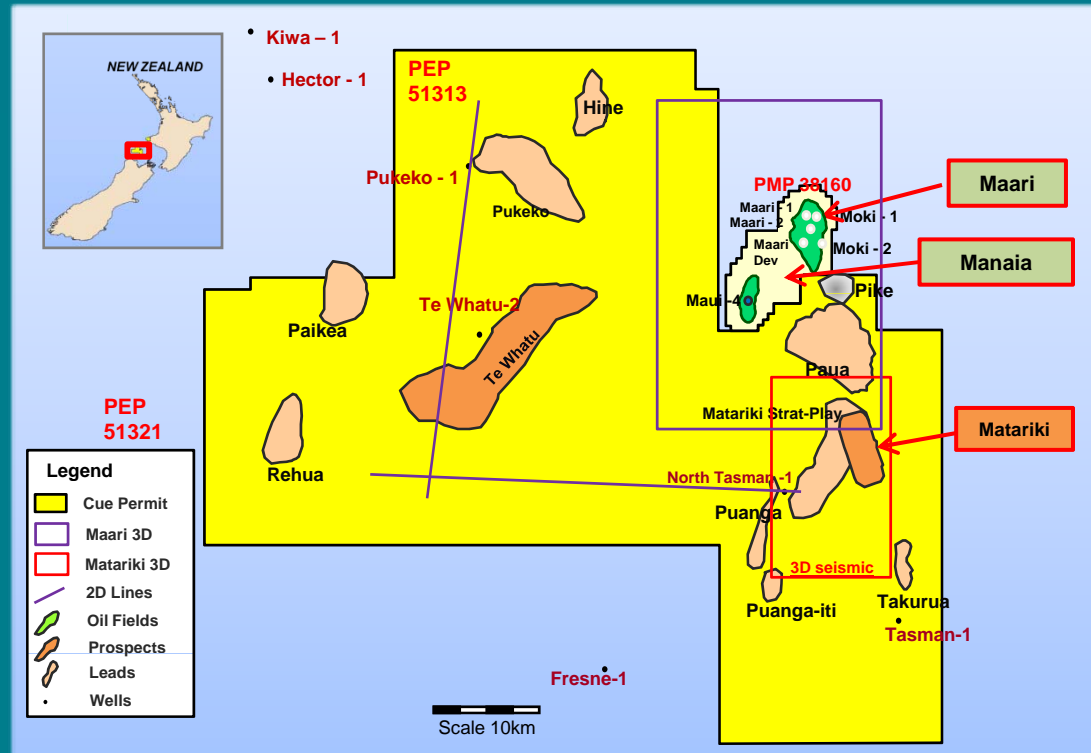 NEW ZEALAND
Kiwa – 1
Hector - 1
PEP
51313
Hine
Pukeko - 1
Pukeko
PMP 38160
Maari
Maari - 1
Maari - 2
Moki - 1
Maari
Dev
Moki - 2
Manaia
Maui -4
Pike
Paikea
Te Whatu-2
Te Whatu
Paua
PEP
51321
Matariki Strat-Play
Matariki
Rehua
North Tasman -1
Puanga
3D seismic
Puanga-iti
Takurua
Tasman-1
Fresne-1
Scale 10km
Legend
Cue Permit
Maari 3D
Matariki 3D
2D Lines
Oil Fields
Prospects
Leads
Wells